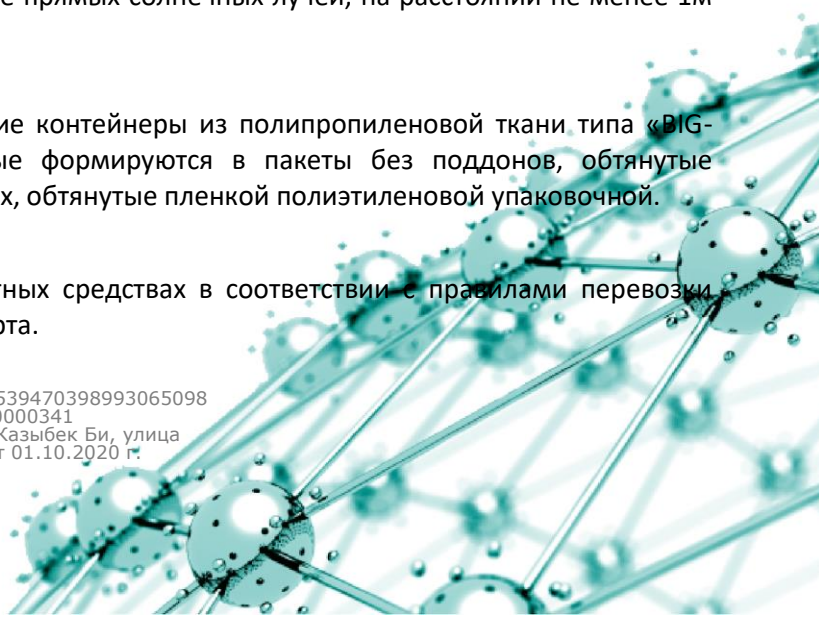 е прямых солнечных лучей, на расстоянии не менее 1м
ие контейнеры из полипропиленовой ткани типа «BIG-
ые формируются в пакеты без поддонов, обтянутые
х, обтянутые пленкой полиэтиленовой упаковочной.
тных средствах в соответствии с правилами перевозки
рта.
539470398993065098
0000341
Казыбек Би, улица
т 01.10.2020 г.